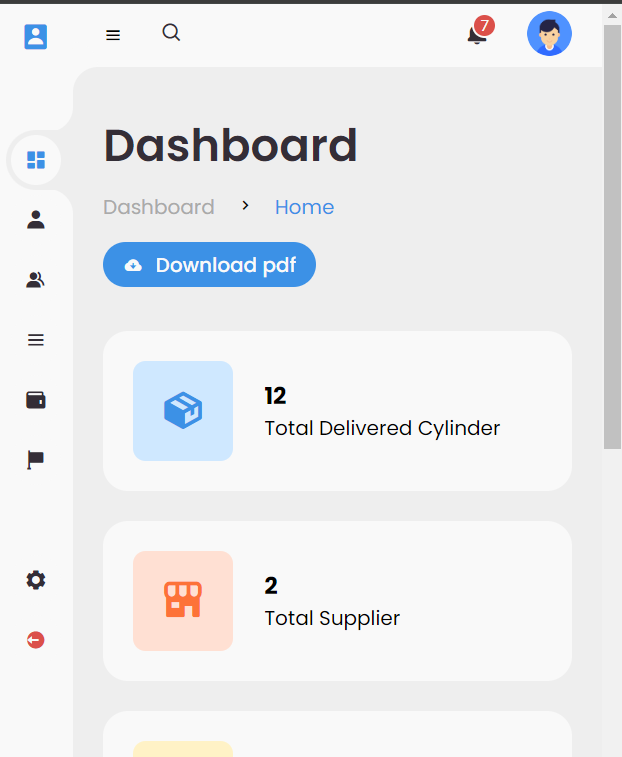 7
Dashboard
Dashboard > Home
Download pdf
12
Total Delivered Cylinder
2
Total Supplier